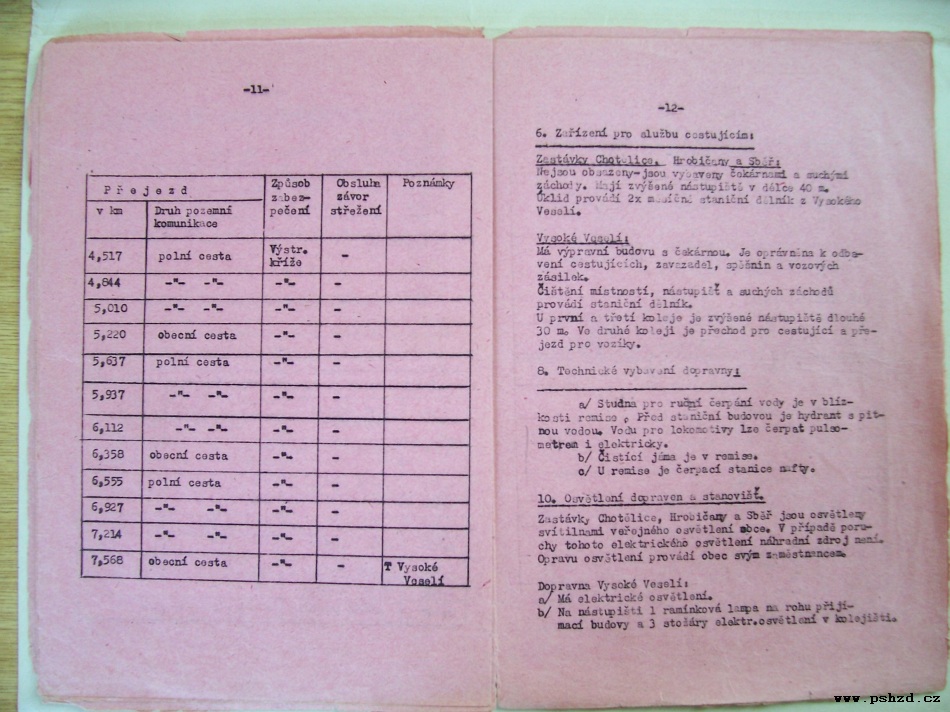 -11-
Přejezd
Způsob zabez-pečení
Obsluha závor střežení
Poznámky
v km
Druh pozemní komunikace
4,517 polní cesta Výstr. kříže -
4,844 -"- -"- -"- -
5,010 -"- -"- -"- -
5,220 obecní cesta -"- -
5,637 polní cesta -"- -
5,937 -"- -"- -"- -
6,112 -"- -"- -"- -
6,358 obecní cesta -"- -
6,555 polní cesta -"- -
6,927 -"- -"- -"- -
7,214 -"- -"- -"- -
7,568 obecní cesta -"- - T Vysoké
Veselí
-12-
6. Zařízení pro službu cestujícím:
Zastávky Chotělice, Hrobičany a Sběř:
Nejsou obsazeny-jsou vybaveny čekárnami a suchými
záchody. Mají zvýšené nástupiště v délce 40 m.
Úklid provádí 2x měsíčně staniční dělník z Vysokého
Veselí.
Vysoké Veselí:
Má výpravní budovu s čekárnou. Je oprávněna k odba-
vení cestujících, zavazadel, spěšnin a vozových
zásilek.
Čištění místností, nástupišť a suchých záchodů
provádí staniční dělník.
U první a třetí koleje je zvýšené nástupiště dlouhé
30 m. Ve druhé koleji je přechod pro cestující a pře-
jezd pro vozíky.
8. Technické vybavení dopravny:
a/ Studna pro ruční čerpání vody je v blíz-
kosti remise. Před staniční budovou je hydrant s pit-
nou vodou. Vodu pro lokomotivy lze čerpat pulso-
metrem i elektricky.
b/ Čistící jáma je v remise.
c/ U remise je čerpací stanice nafty.
10. Osvětlení dopraven a stanovišť.
Zastávky Chotělice, Hrobičany a Sběř jsou osvětleny
svítilnami veřejného osvětlení obce. V případě poru-
chy tohoto elektrického osvětlení náhradní zdroj není.
Opravu osvětlení provádí obec svým zaměstnancem.
Dopravna Vysoké Veselí:
a/ Má elektrické osvětlení.
b/ Na nástupišti 1 ramínková lampa na rohu přijí-
mací budovy a 3 stožáry elektr.osvětlení v kolejišti.
www.pshzd.cz